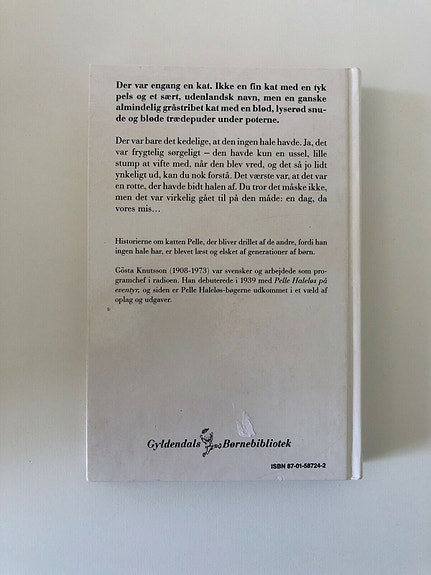 Der var engang en kat. Ikke en fin kat med en tyk
pels og et sært, udenlandsk navn, men en ganske
almindelig gråstribet kat med en blød, lyserød snu-
de og bløde trædepuder under poterne.
Der var bare det kedelige, at den ingen hale havde. Ja, det
var frygtelig sørgeligt – den havde kun en ussel, lille
stump at vifte med, når den blev vred, og det så jo lidt
ynkeligt ud, kan du nok forstå. Det værste var, at det var
en rotte, der havde bidt halen af. Du tror det måske ikke,
men det var virkelig gået til på den måde: en dag, da
vores mis...
Historierne om katten Pelle, der bliver drillet af de andre, fordi han
ingen hale har, er blevet læst og elsket af generationer af børn.
Gösta Knutsson (1908-1973) var svensker og arbejdede som pro-
gramchef i radioen. Han debuterede i 1939 med Pelle Haleløs på
eventyr, og siden er Pelle Haleløs-bøgerne udkommet i et væld af
oplag og udgaver.
Gyldendals Børnebibliotek
ISBN 87-01-58724-2